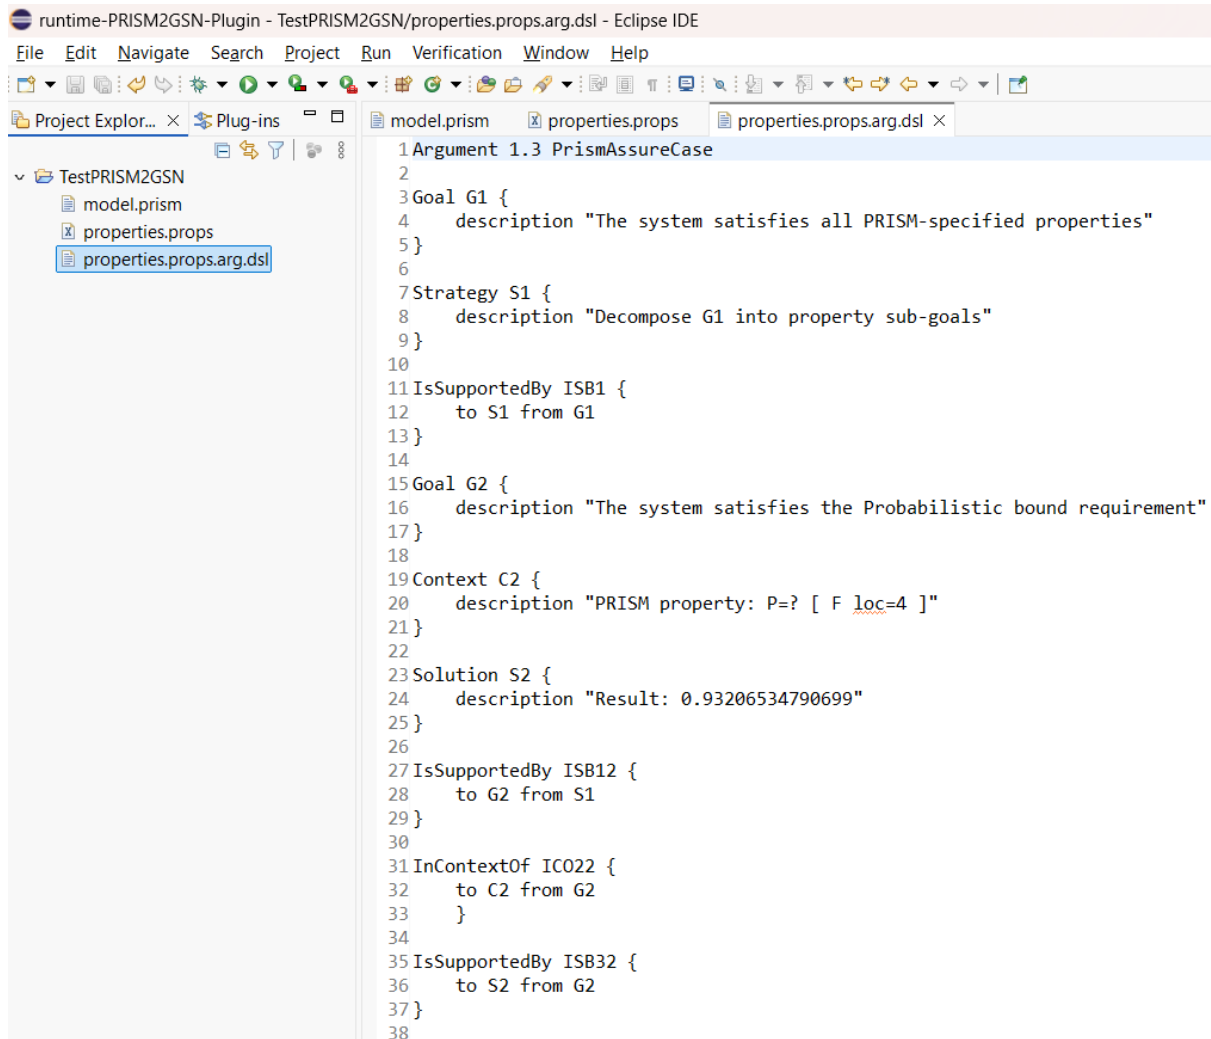 runtime-PRISM2GSN-Plugin - TestPRISM2GSN/properties.props.arg.dsl - Eclipse IDE
File Edit Navigate Search Project Run Verification Window Help
Project Explor... Plug-ins
model.prism properties.props properties.props.arg.dsl
TestPRISM2GSN
model.prism
properties.props
properties.props.arg.dsl
1 Argument 1.3 PrismAssureCase
2
3 Goal G1 {
4 description "The system satisfies all PRISM-specified properties"
5 }
6
7 Strategy S1 {
8 description "Decompose G1 into property sub-goals"
9 }
10
11 IsSupportedBy ISB1 {
12 to S1 from G1
13 }
14
15 Goal G2 {
16 description "The system satisfies the Probabilistic bound requirement"
17 }
18
19 Context C2 {
20 description "PRISM property: P=? [ F loc=4 ]"
21 }
22
23 Solution S2 {
24 description "Result: 0.93206534790699"
25 }
26
27 IsSupportedBy ISB12 {
28 to G2 from S1
29 }
30
31 InContextOf ICO22 {
32 to C2 from G2
33 }
34
35 IsSupportedBy ISB32 {
36 to S2 from G2
37 }
38